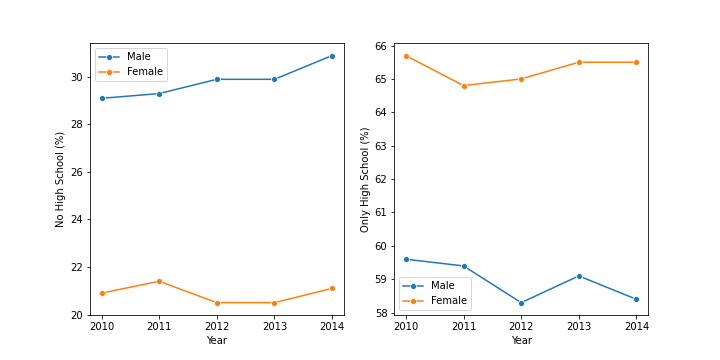 Male
Female
No High School (%)
30
28
26
24
22
20
2010 2011 2012 2013 2014
Year
Only High School (%)
66
65
64
63
62
61
60
59
58
Male
Female
2010 2011 2012 2013 2014
Year